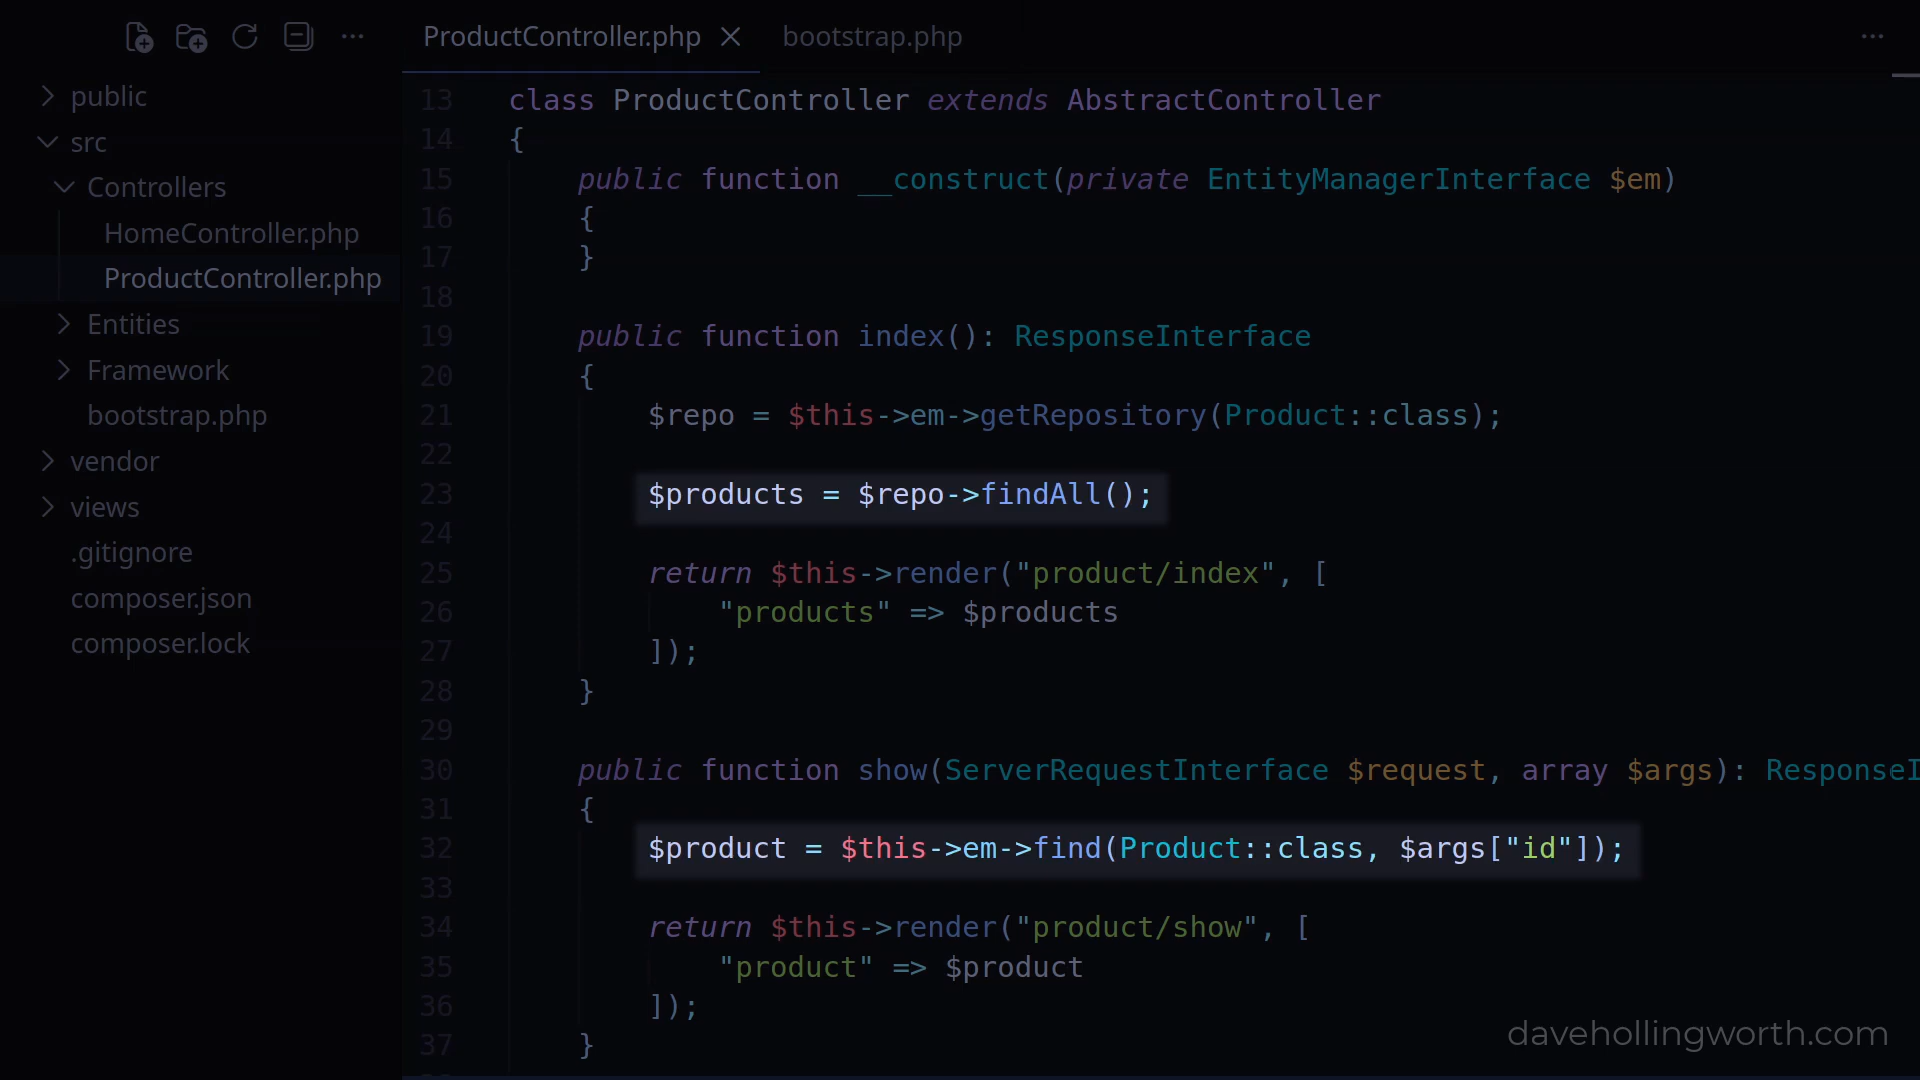 ProductController.php
bootstrap.php
public
src
Controllers
HomeController.php
ProductController.php
Entities
Framework
bootstrap.php
vendor
views
.gitignore
composer.json
composer.lock
13 class ProductController extends AbstractController
14 {
15 public function __construct(private EntityManagerInterface $em)
16 {
17 }
18
19 public function index(): ResponseInterface
20 {
21 $repo = $this->em->getRepository(Product::class);
22
23 $products = $repo->findAll();
24
25 return $this->render("product/index", [
26 "products" => $products
27 ]);
28 }
29
30 public function show(ServerRequestInterface $request, array $args): ResponseI
31 {
32 $product = $this->em->find(Product::class, $args["id"]);
33
34 return $this->render("product/show", [
35 "product" => $product
36 ]);
37 }
davehollingworth.com